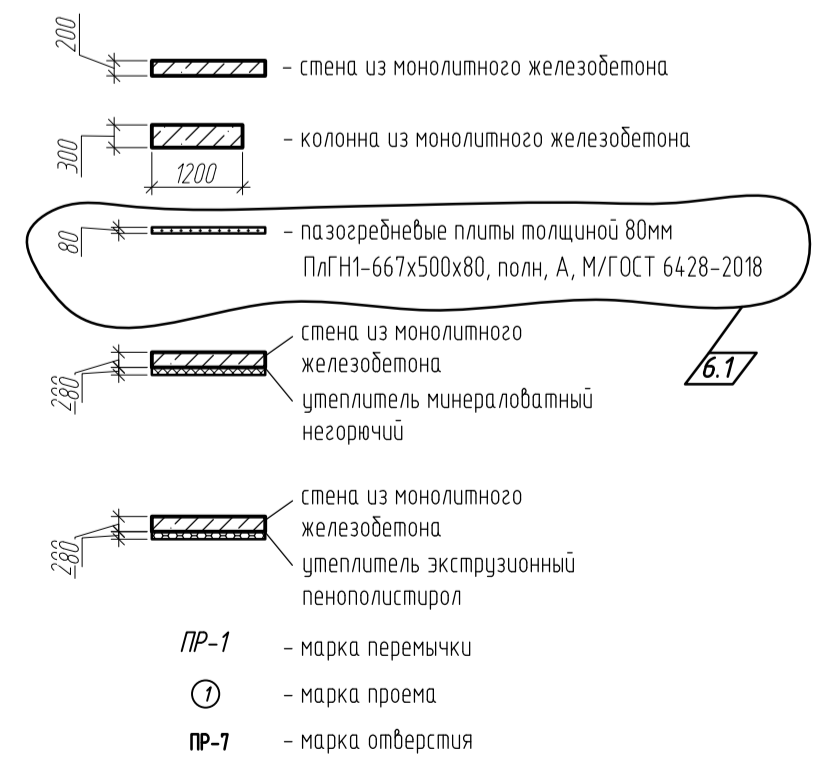 200
– стена из монолитного железобетона
300
– колонна из монолитного железобетона
1200
80
– пазогребневые плиты толщиной 80мм
ПлГН1–667х500х80, полн, А, М/ГОСТ 6428–2018
6.1
стена из монолитного
железобетона
80
утеплитель минераловатный
негорючий
стена из монолитного
железобетона
80
утеплитель экструзионный
пенополистирол
ПР–1 – марка перемычки
1 – марка проема
ПР–7 – марка отверстия